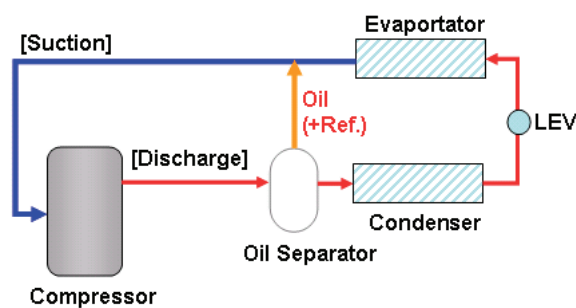 Evaportator
[Suction]
Oil
(+Ref.)
LEV
[Discharge]
Condenser
Oil Separator
Compressor